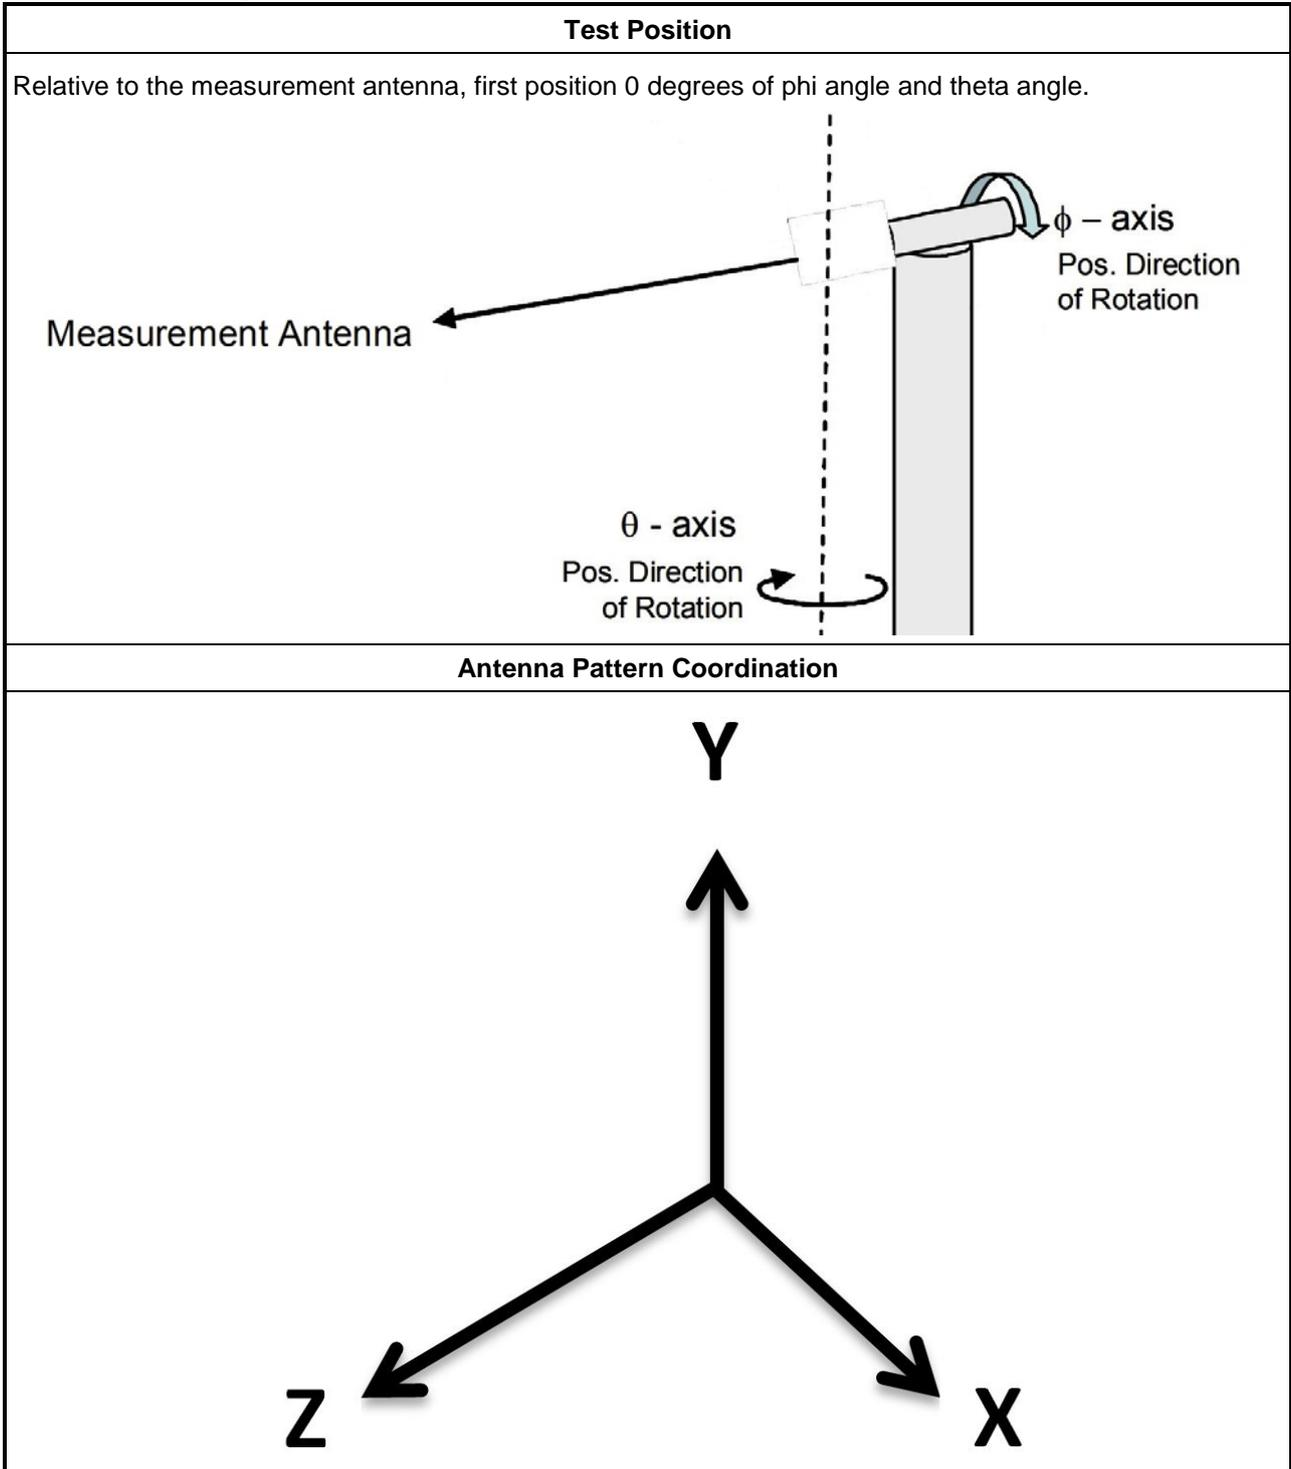 Test Position
Relative to the measurement antenna, first position 0 degrees of phi angle and theta angle.
ϕ – axis
Pos. Direction
of Rotation
Measurement Antenna
θ - axis
Pos. Direction
of Rotation
Antenna Pattern Coordination
Y
Z
X